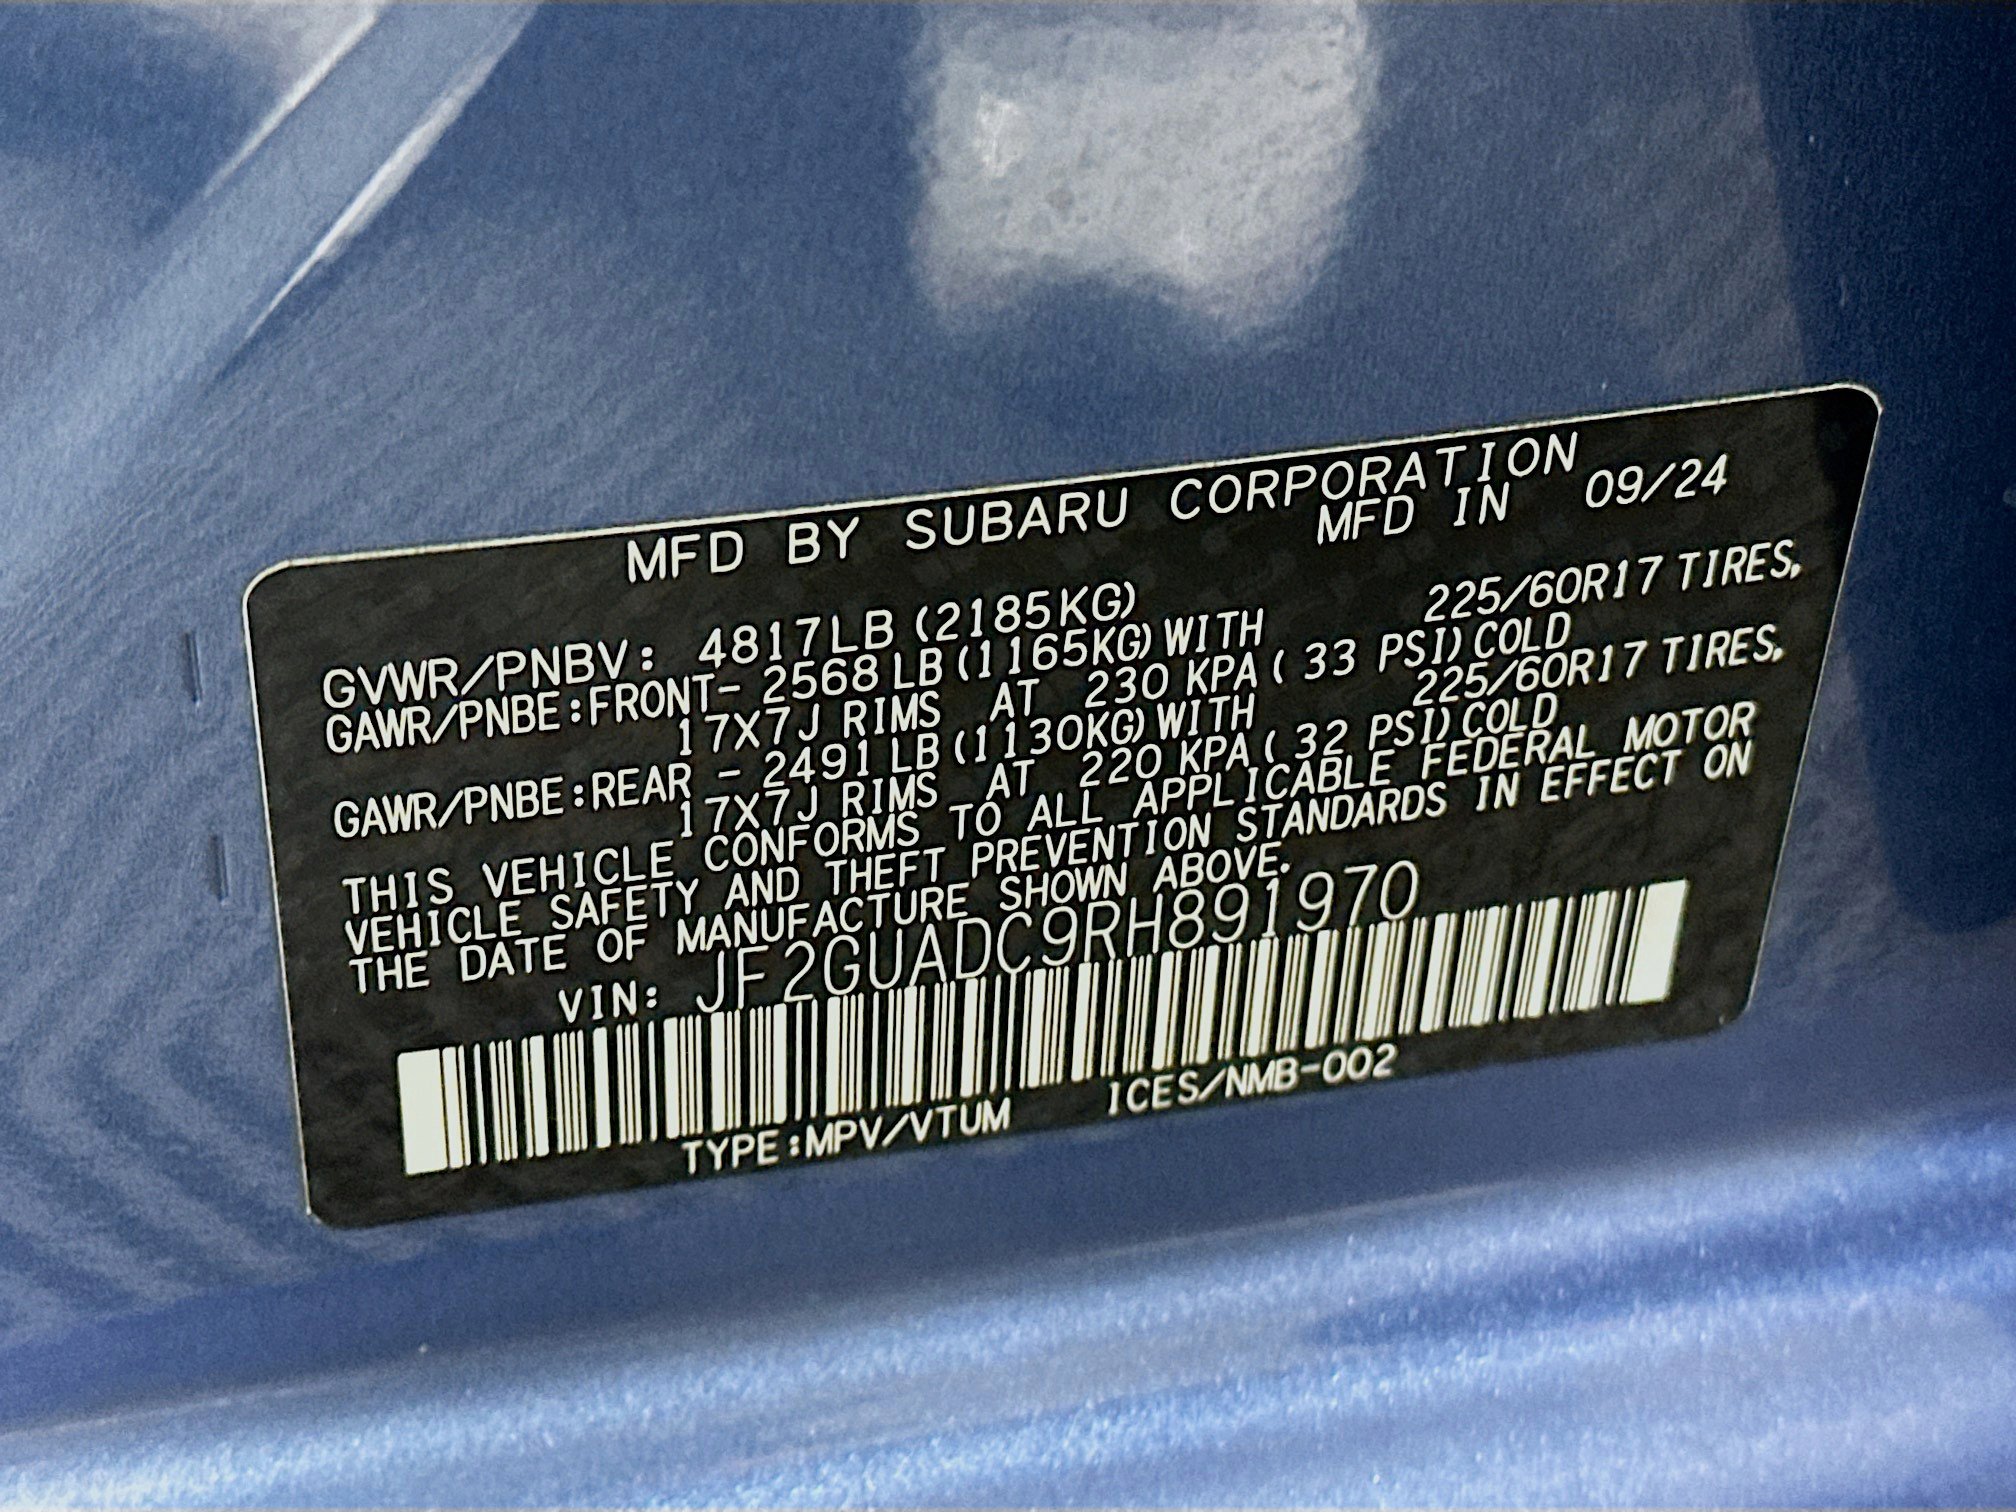 MFD BY SUBARU CORPORATION
MFD IN 09/24
GVWR/PNBV: 4817LB (2185KG)
GAWR/PNBE:FRONT- 2568 LB (1165KG) WITH 225/60R17 TIRES,
17X7J RIMS AT 230 KPA ( 33 PSI) COLD
GAWR/PNBE:REAR - 2491 LB (1130KG) WITH 225/60R17 TIRES,
17X7J RIMS AT 220 KPA ( 32 PSI) COLD
THIS VEHICLE CONFORMS TO ALL APPLICABLE FEDERAL MOTOR
VEHICLE SAFETY AND THEFT PREVENTION STANDARDS IN EFFECT ON
THE DATE OF MANUFACTURE SHOWN ABOVE.
VIN: JF2GUADC9RH891970
TYPE:MPV/VTUM ICES/NMB-002